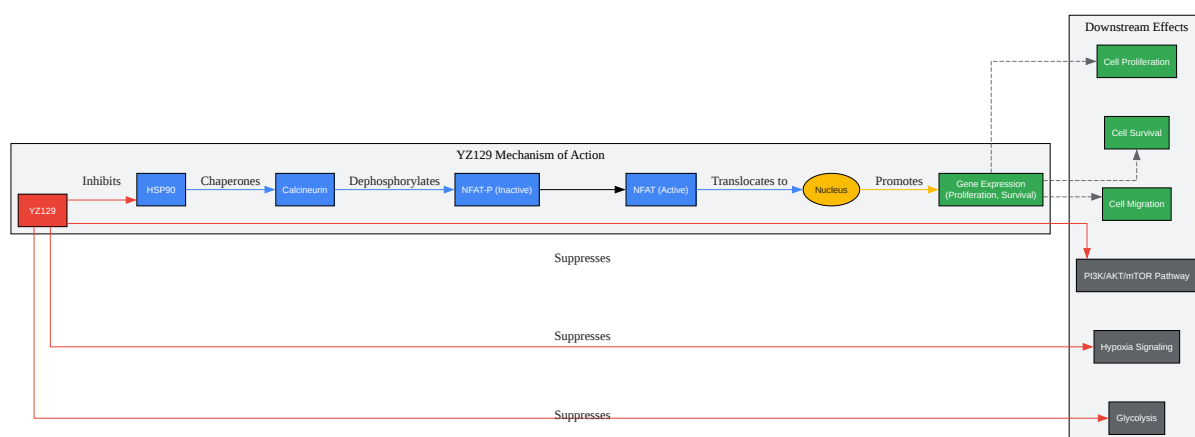 Downstream Effects
Cell Proliferation
Cell Survival
YZ129 Mechanism of Action
Inhibits
Chaperones
Dephosphorylates
Translocates to
Promotes
YZ129
HSP90
Calcineurin
NFAT-P (Inactive)
NFAT (Active)
Nucleus
Gene Expression
(Proliferation, Survival)
Cell Migration
Suppresses
PI3K/AKT/mTOR Pathway
Suppresses
Hypoxia Signaling
Suppresses
Glycolysis